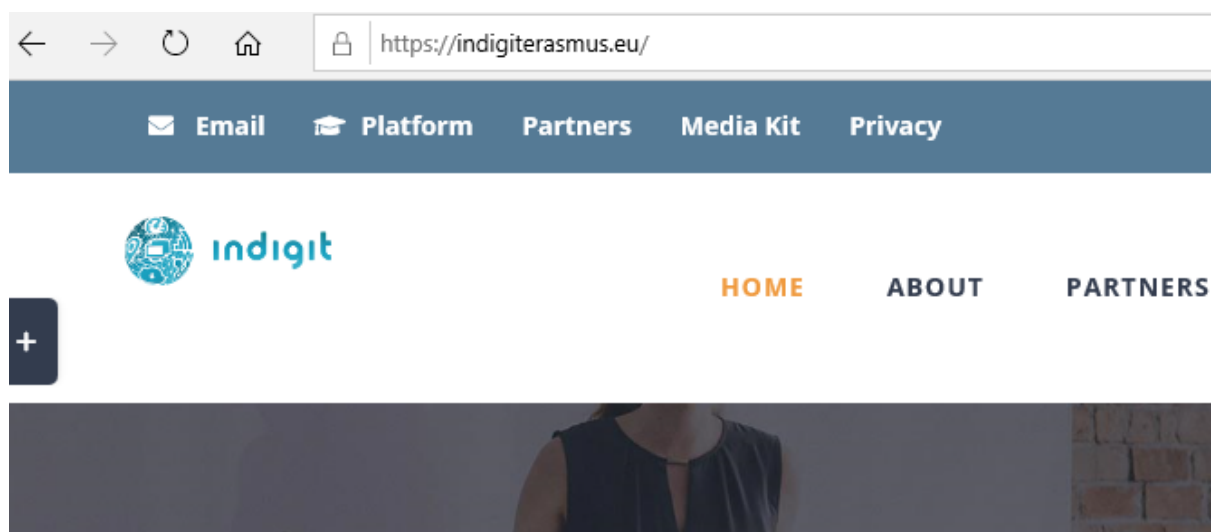 https://indigiterasmus.eu/
Email Platform Partners Media Kit Privacy
indigit
HOME ABOUT PARTNERS
+